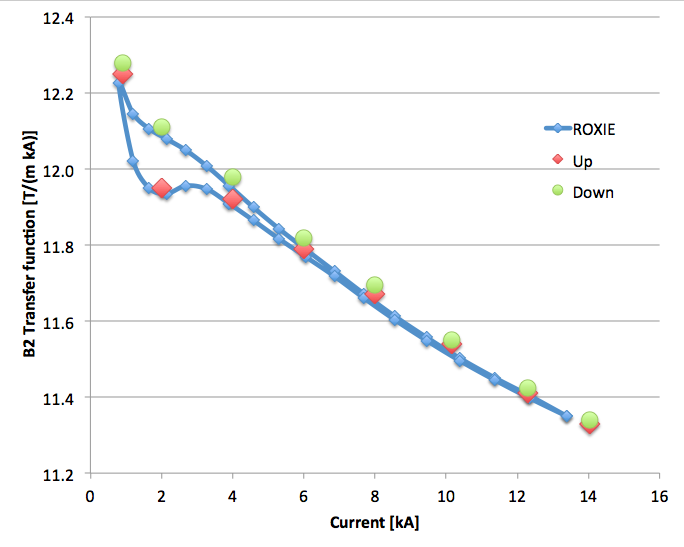 12.4
12.2
12.0
11.8
11.6
11.4
11.2
B2 Transfer function [T/(m kA)]
ROXIE
Up
Down
0 2 4 6 8 10 12 14 16
Current [kA]